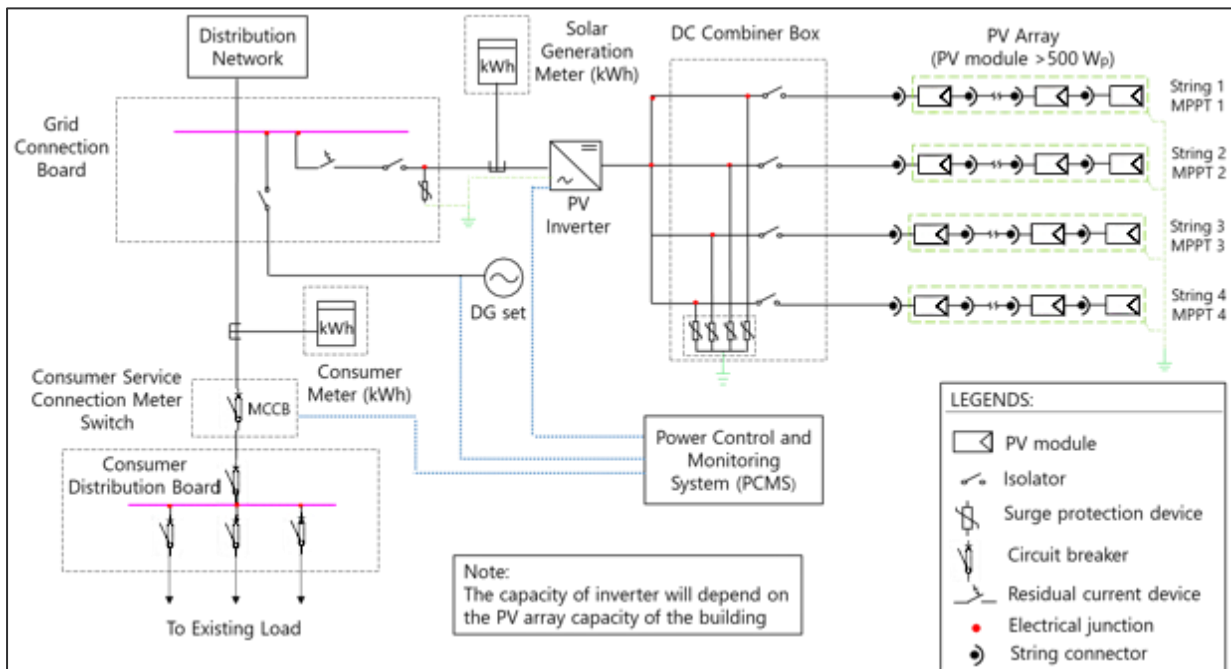 Distribution
Network
Solar
Generation
Meter (kWh)
kWh
DC Combiner Box
PV Array
(PV module >500 Wp)
String 1
MPPT 1
Grid
Connection
Board
String 2
MPPT 2
PV
Inverter
String 3
MPPT 3
DG set
String 4
MPPT 4
kWh
Consumer
Meter (kWh)
Consumer Service
Connection Meter
Switch
MCCB
Consumer
Distribution Board
Power Control and
Monitoring
System (PCMS)
To Existing Load
Note:
The capacity of inverter will depend on
the PV array capacity of the building
LEGENDS:
PV module
Isolator
Surge protection device
Circuit breaker
Residual current device
Electrical junction
String connector